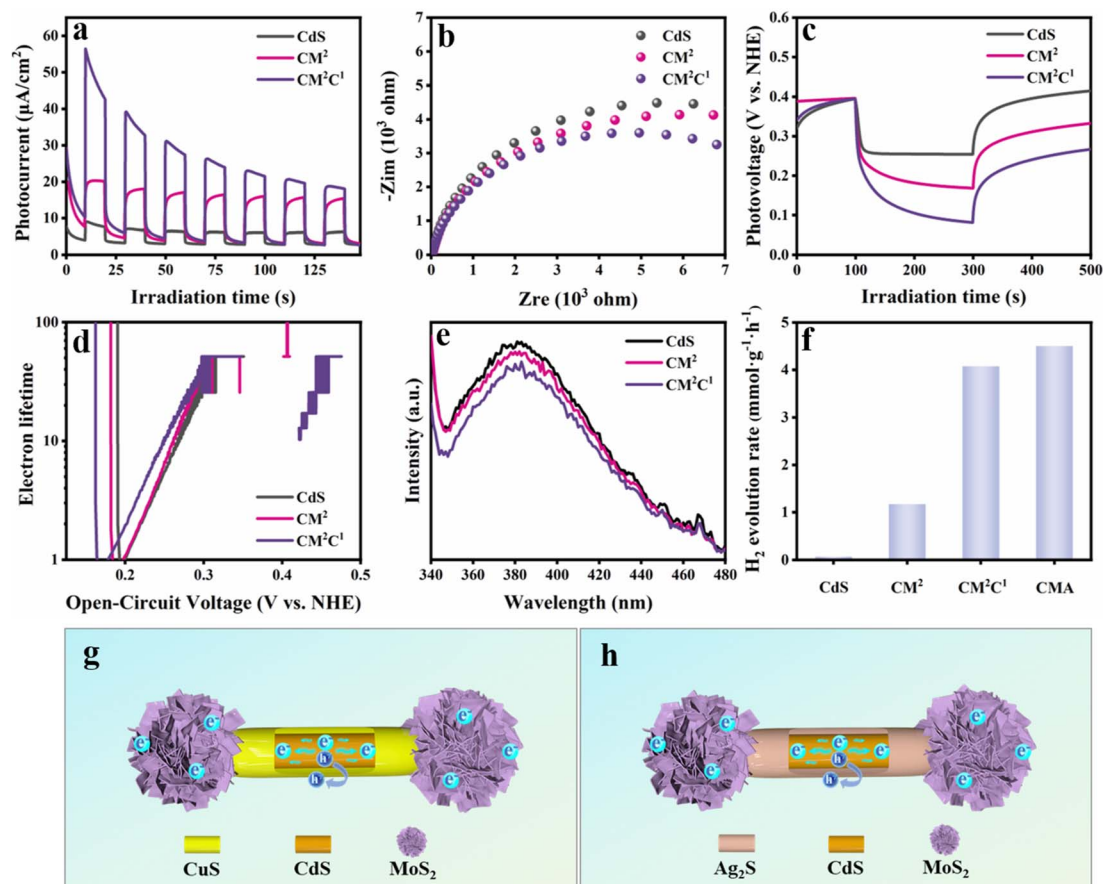 a
CdS
CM²
CM²C¹
Photocurrent (μA/cm²)
60
50
40
30
20
10
0
0 25 50 75 100 125
Irradiation time (s)
b
CdS
CM²
CM²C¹
-Zim (10³ ohm)
7
6
5
4
3
2
1
0
0 1 2 3 4 5 6 7
Zre (10³ ohm)
c
CdS
CM²
CM²C¹
Photovoltage (V vs. NHE)
0.6
0.5
0.4
0.3
0.2
0.1
0.0
0 100 200 300 400 500
Irradiation time (s)
d
CdS
CM²
CM²C¹
Electron lifetime
100
10
1
0.2 0.3 0.4 0.5
Open-Circuit Voltage (V vs. NHE)
e
CdS
CM²
CM²C¹
Intensity (a.u.)
340 360 380 400 420 440 460 480
Wavelength (nm)
f
H₂ evolution rate (mmol·g⁻¹·h⁻¹)
5
4
3
2
1
0
CdS CM² CM²C¹ CMA
g
e⁻ e⁻ e⁻ e⁻ e⁻ e⁻ e⁻ e⁻ e⁻
h
h
CuS CdS MoS₂
h
e⁻ e⁻ e⁻ e⁻ e⁻ e⁻ e⁻ e⁻ e⁻
h
h
Ag₂S CdS MoS₂